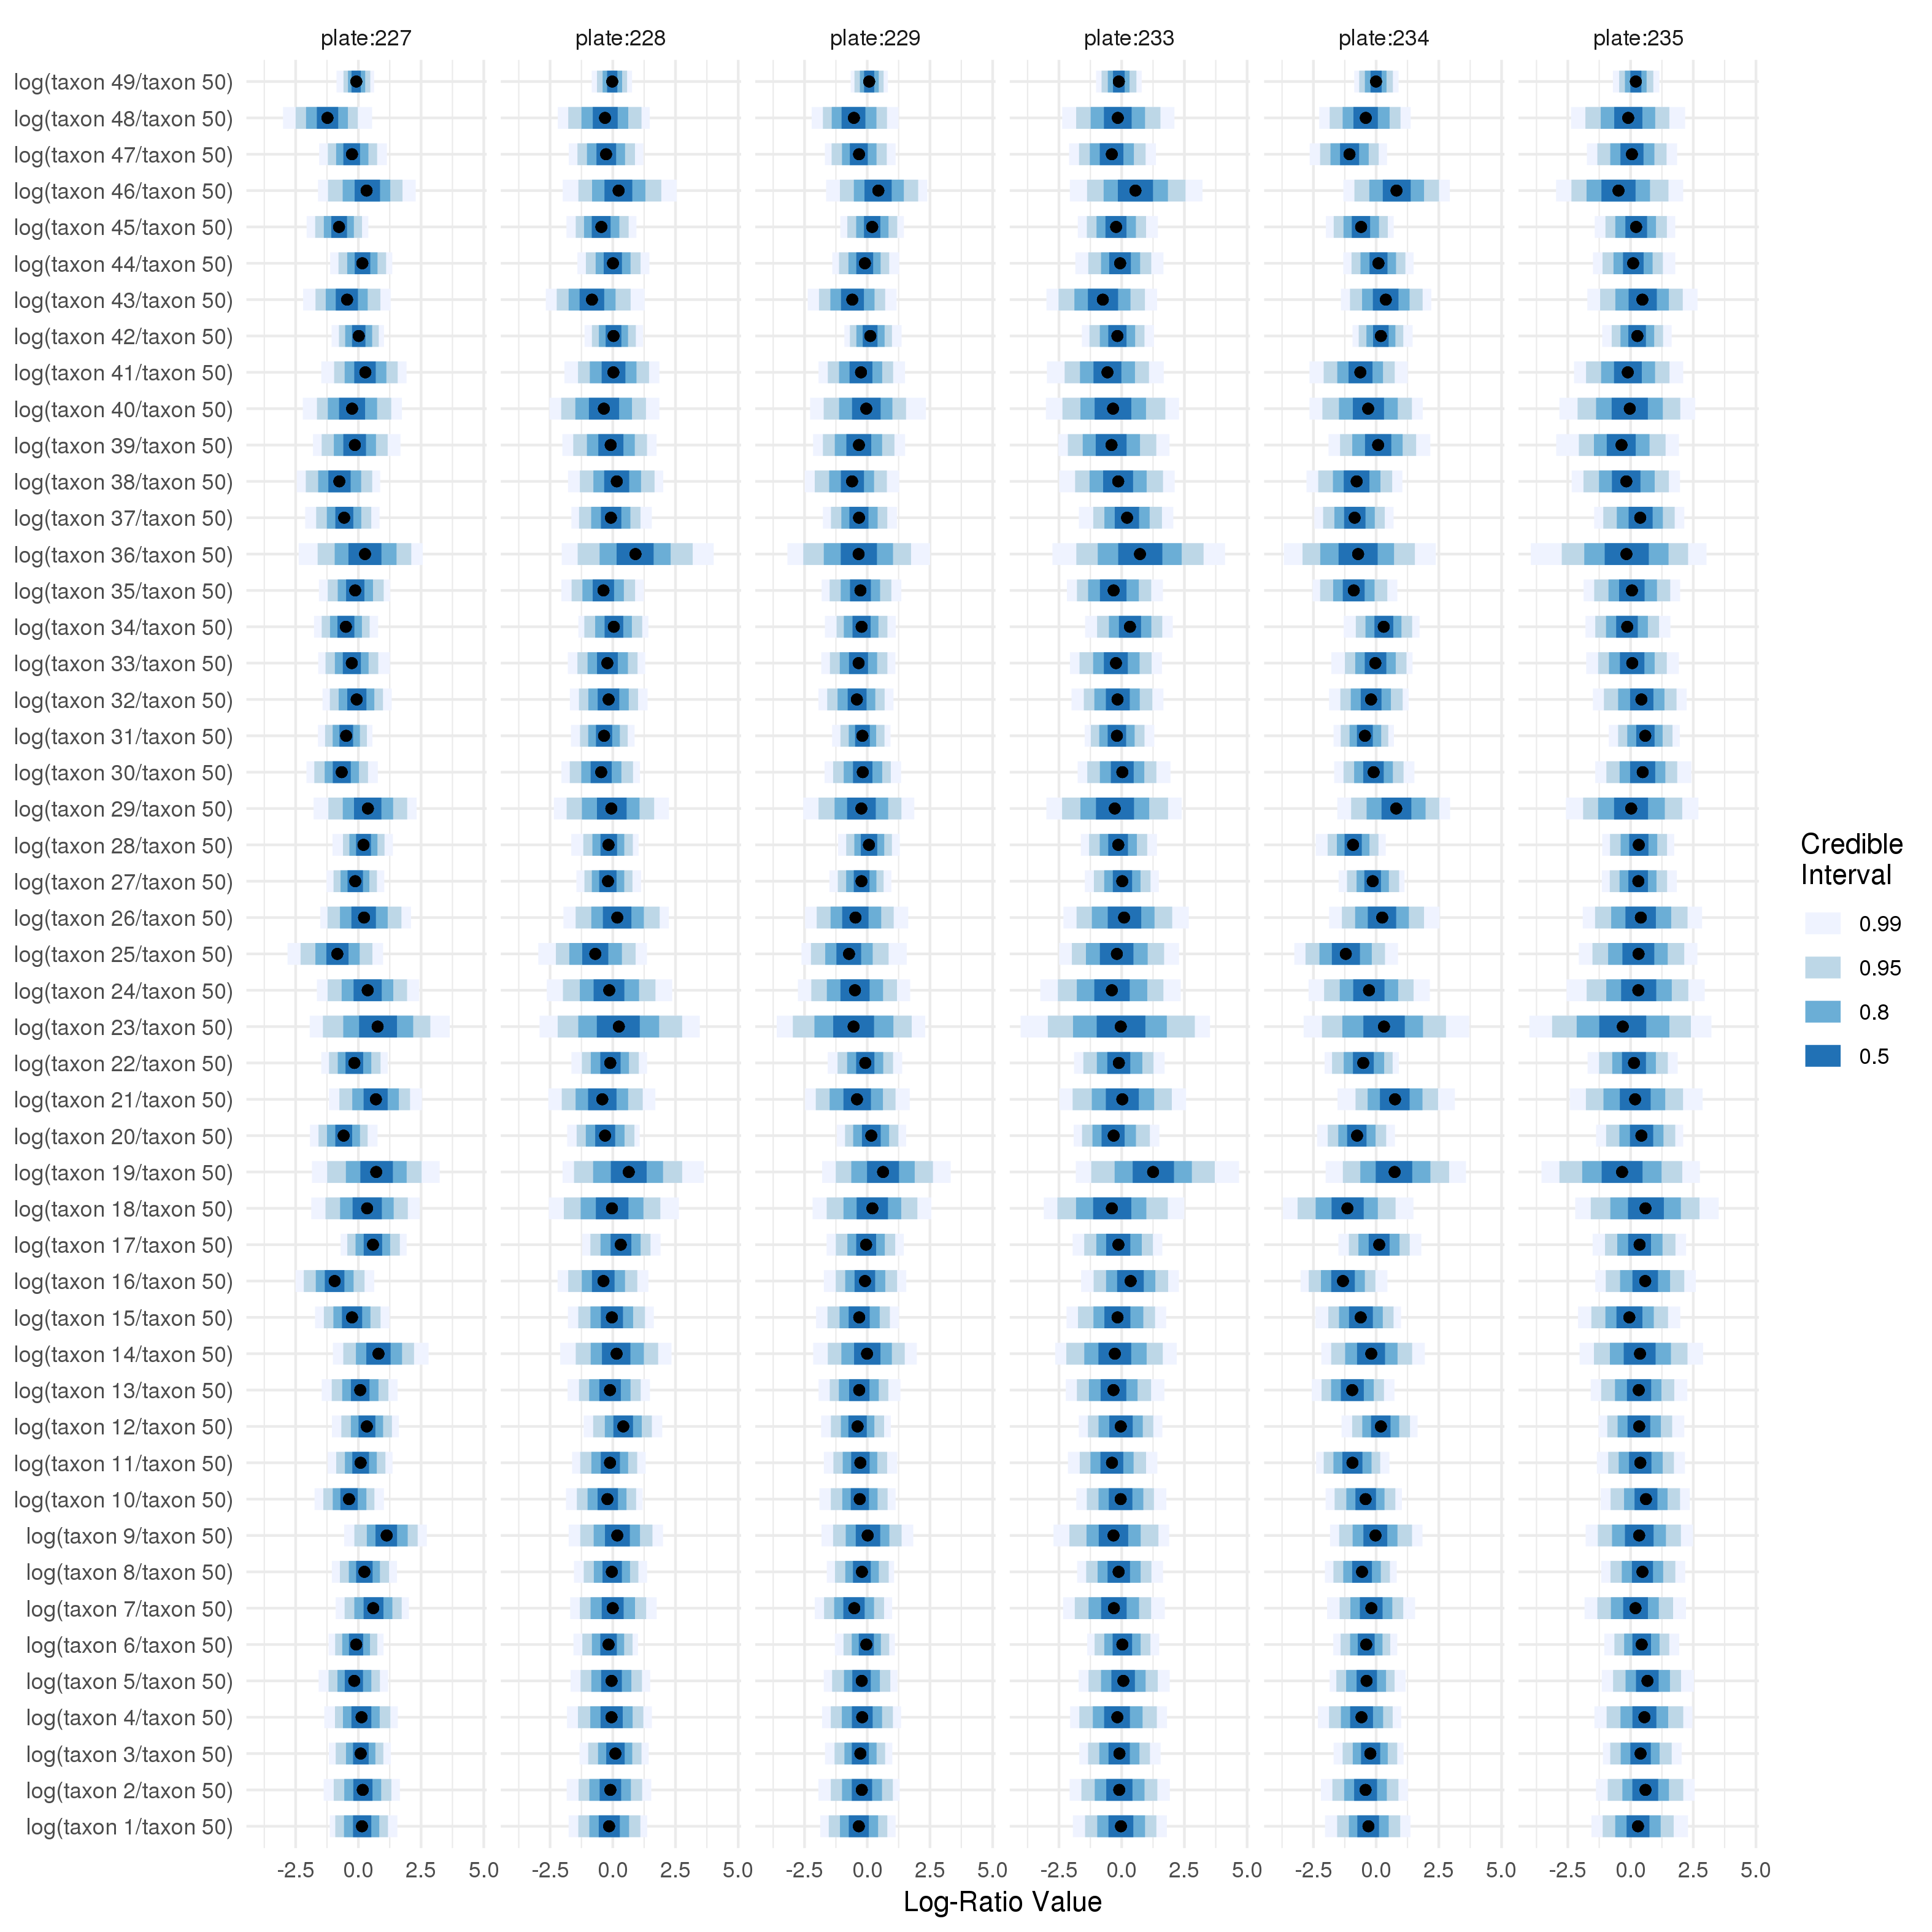 plate:227 plate:228 plate:229 plate:233 plate:234 plate:235
log(taxon 49/taxon 50)
log(taxon 48/taxon 50)
log(taxon 47/taxon 50)
log(taxon 46/taxon 50)
log(taxon 45/taxon 50)
log(taxon 44/taxon 50)
log(taxon 43/taxon 50)
log(taxon 42/taxon 50)
log(taxon 41/taxon 50)
log(taxon 40/taxon 50)
log(taxon 39/taxon 50)
log(taxon 38/taxon 50)
log(taxon 37/taxon 50)
log(taxon 36/taxon 50)
log(taxon 35/taxon 50)
log(taxon 34/taxon 50)
log(taxon 33/taxon 50)
log(taxon 32/taxon 50)
log(taxon 31/taxon 50)
log(taxon 30/taxon 50)
log(taxon 29/taxon 50)
log(taxon 28/taxon 50)
log(taxon 27/taxon 50)
log(taxon 26/taxon 50)
log(taxon 25/taxon 50)
log(taxon 24/taxon 50)
log(taxon 23/taxon 50)
log(taxon 22/taxon 50)
log(taxon 21/taxon 50)
log(taxon 20/taxon 50)
log(taxon 19/taxon 50)
log(taxon 18/taxon 50)
log(taxon 17/taxon 50)
log(taxon 16/taxon 50)
log(taxon 15/taxon 50)
log(taxon 14/taxon 50)
log(taxon 13/taxon 50)
log(taxon 12/taxon 50)
log(taxon 11/taxon 50)
log(taxon 10/taxon 50)
log(taxon 9/taxon 50)
log(taxon 8/taxon 50)
log(taxon 7/taxon 50)
log(taxon 6/taxon 50)
log(taxon 5/taxon 50)
log(taxon 4/taxon 50)
log(taxon 3/taxon 50)
log(taxon 2/taxon 50)
log(taxon 1/taxon 50)
-2.5 0.0 2.5 5.0 -2.5 0.0 2.5 5.0 -2.5 0.0 2.5 5.0 -2.5 0.0 2.5 5.0 -2.5 0.0 2.5 5.0 -2.5 0.0 2.5 5.0
Log-Ratio Value
Credible
Interval
0.99
0.95
0.8
0.5